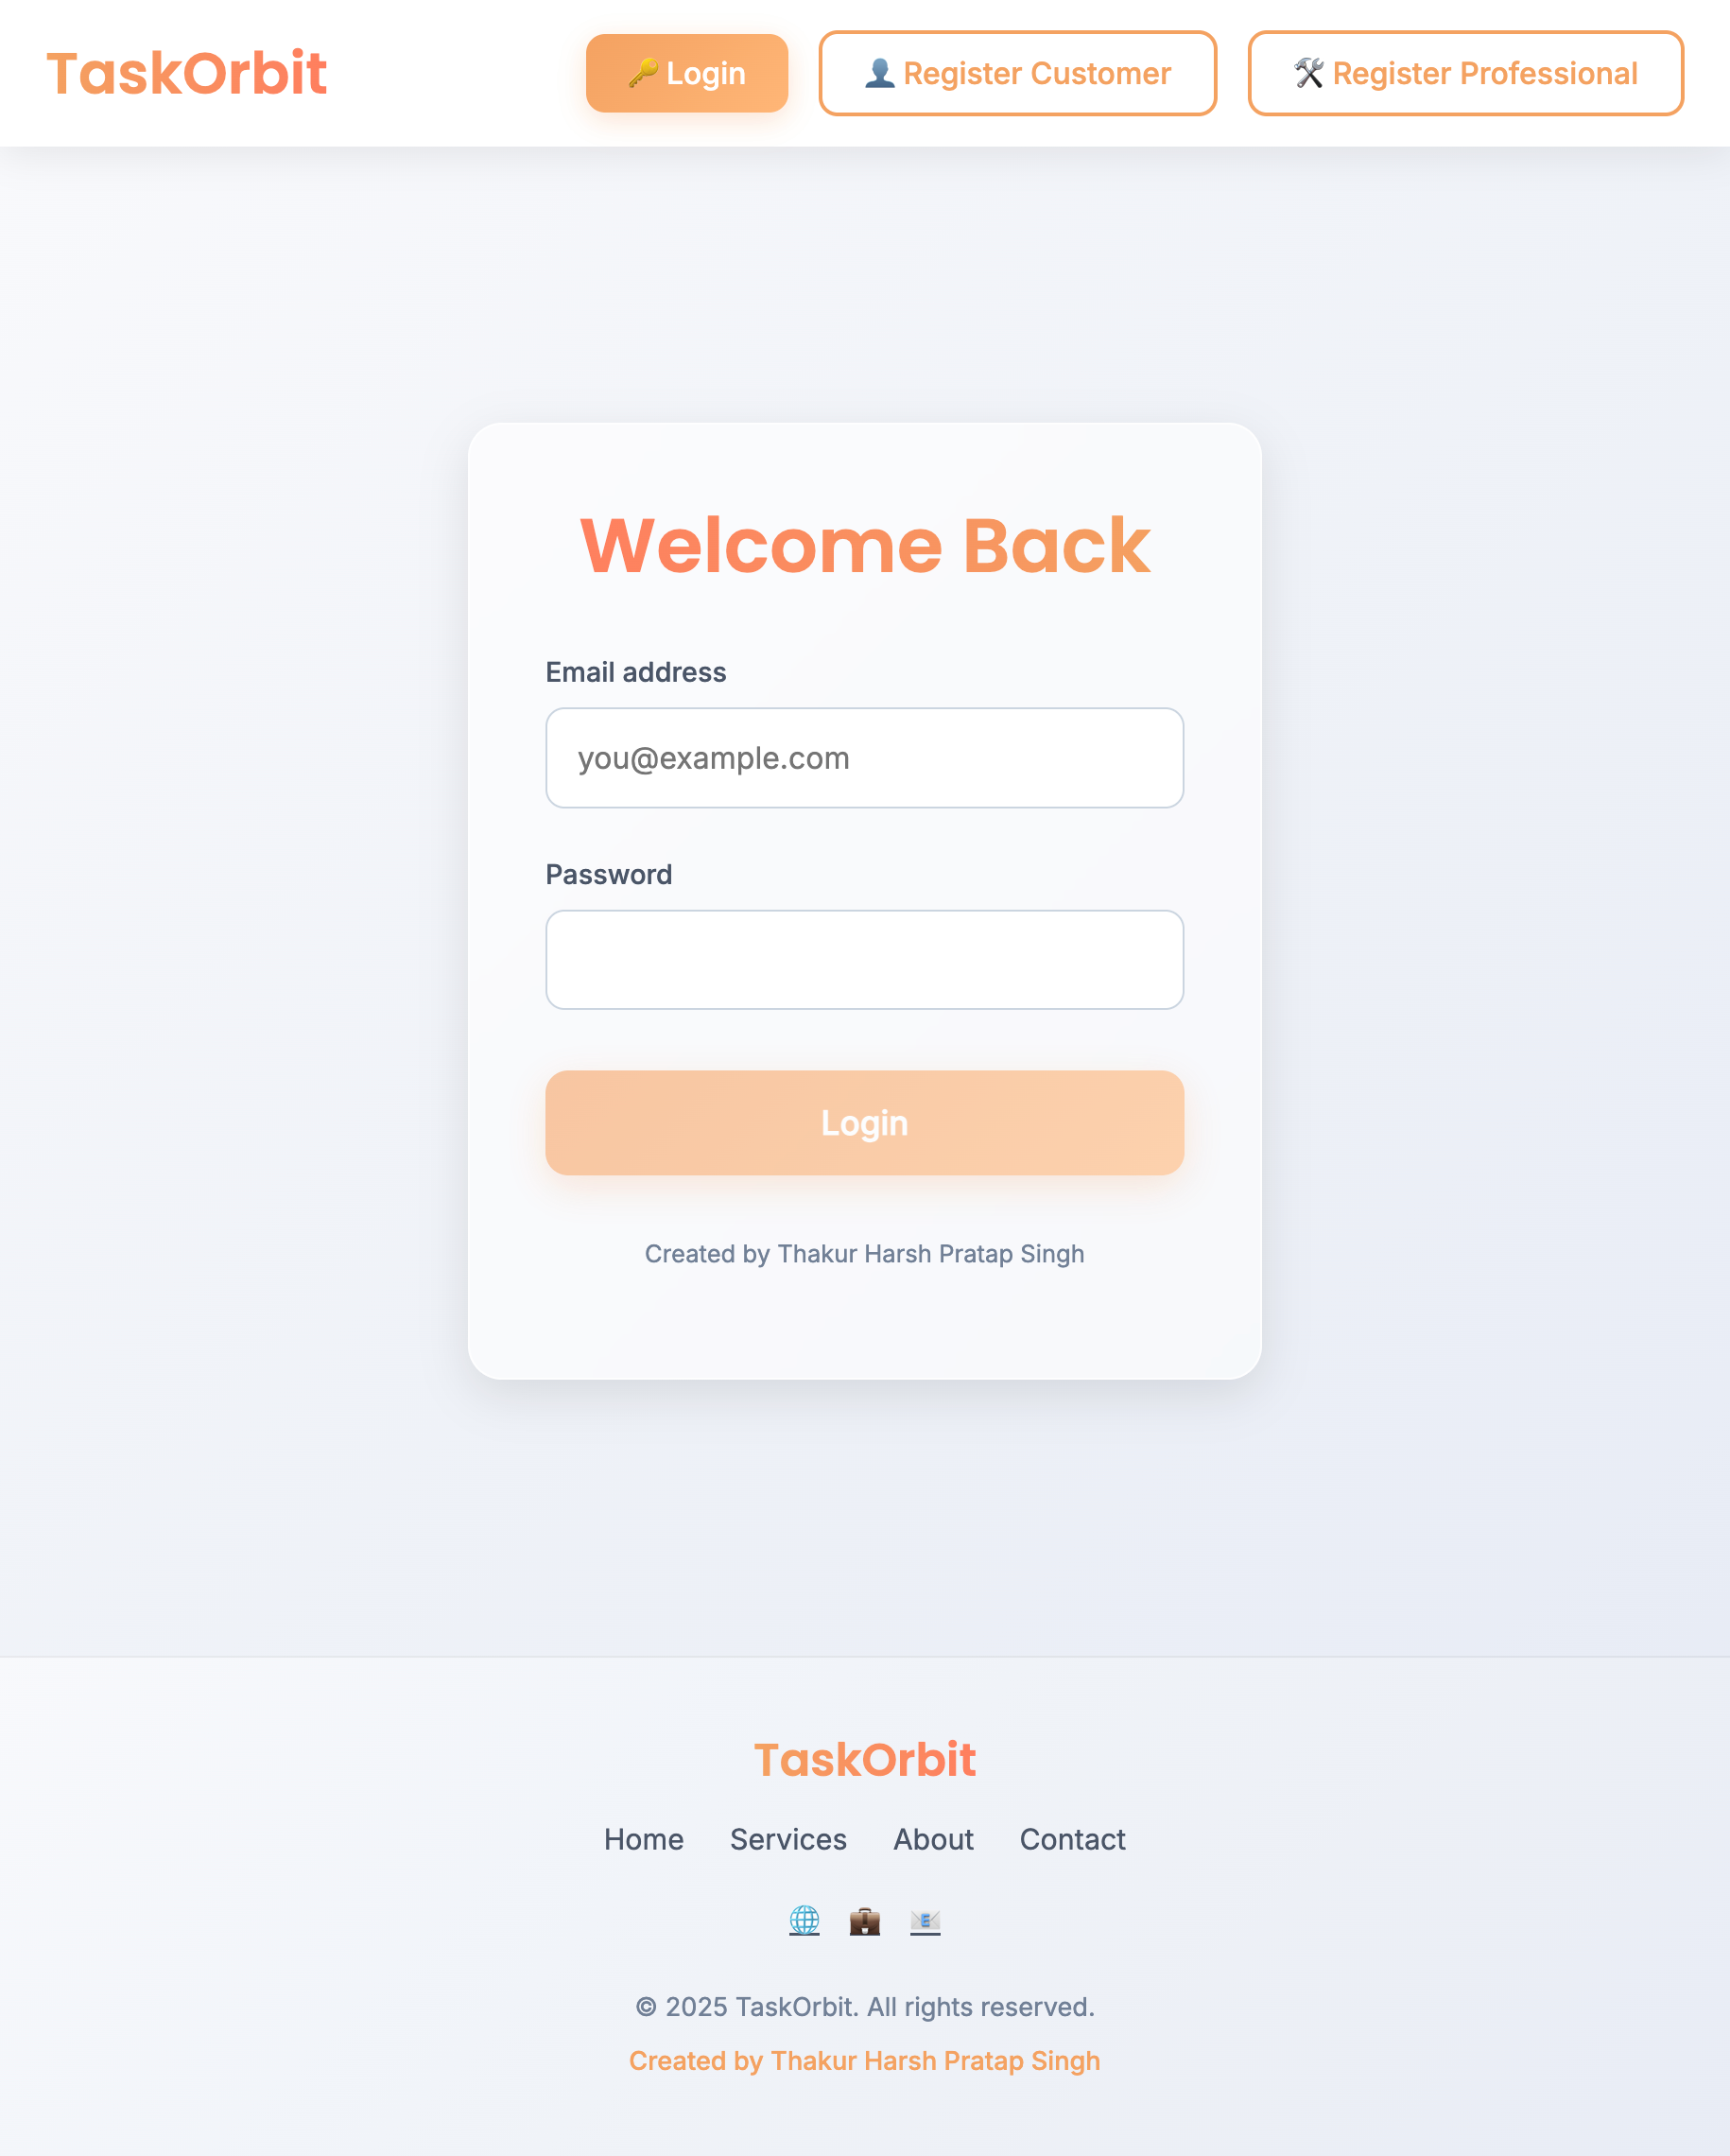 TaskOrbit
🔑 Login
👤 Register Customer
🛠️ Register Professional
Welcome Back
Email address
you@example.com
Password
Login
Created by Thakur Harsh Pratap Singh
TaskOrbit
Home Services About Contact
🌐 💼 📧
© 2025 TaskOrbit. All rights reserved.
Created by Thakur Harsh Pratap Singh